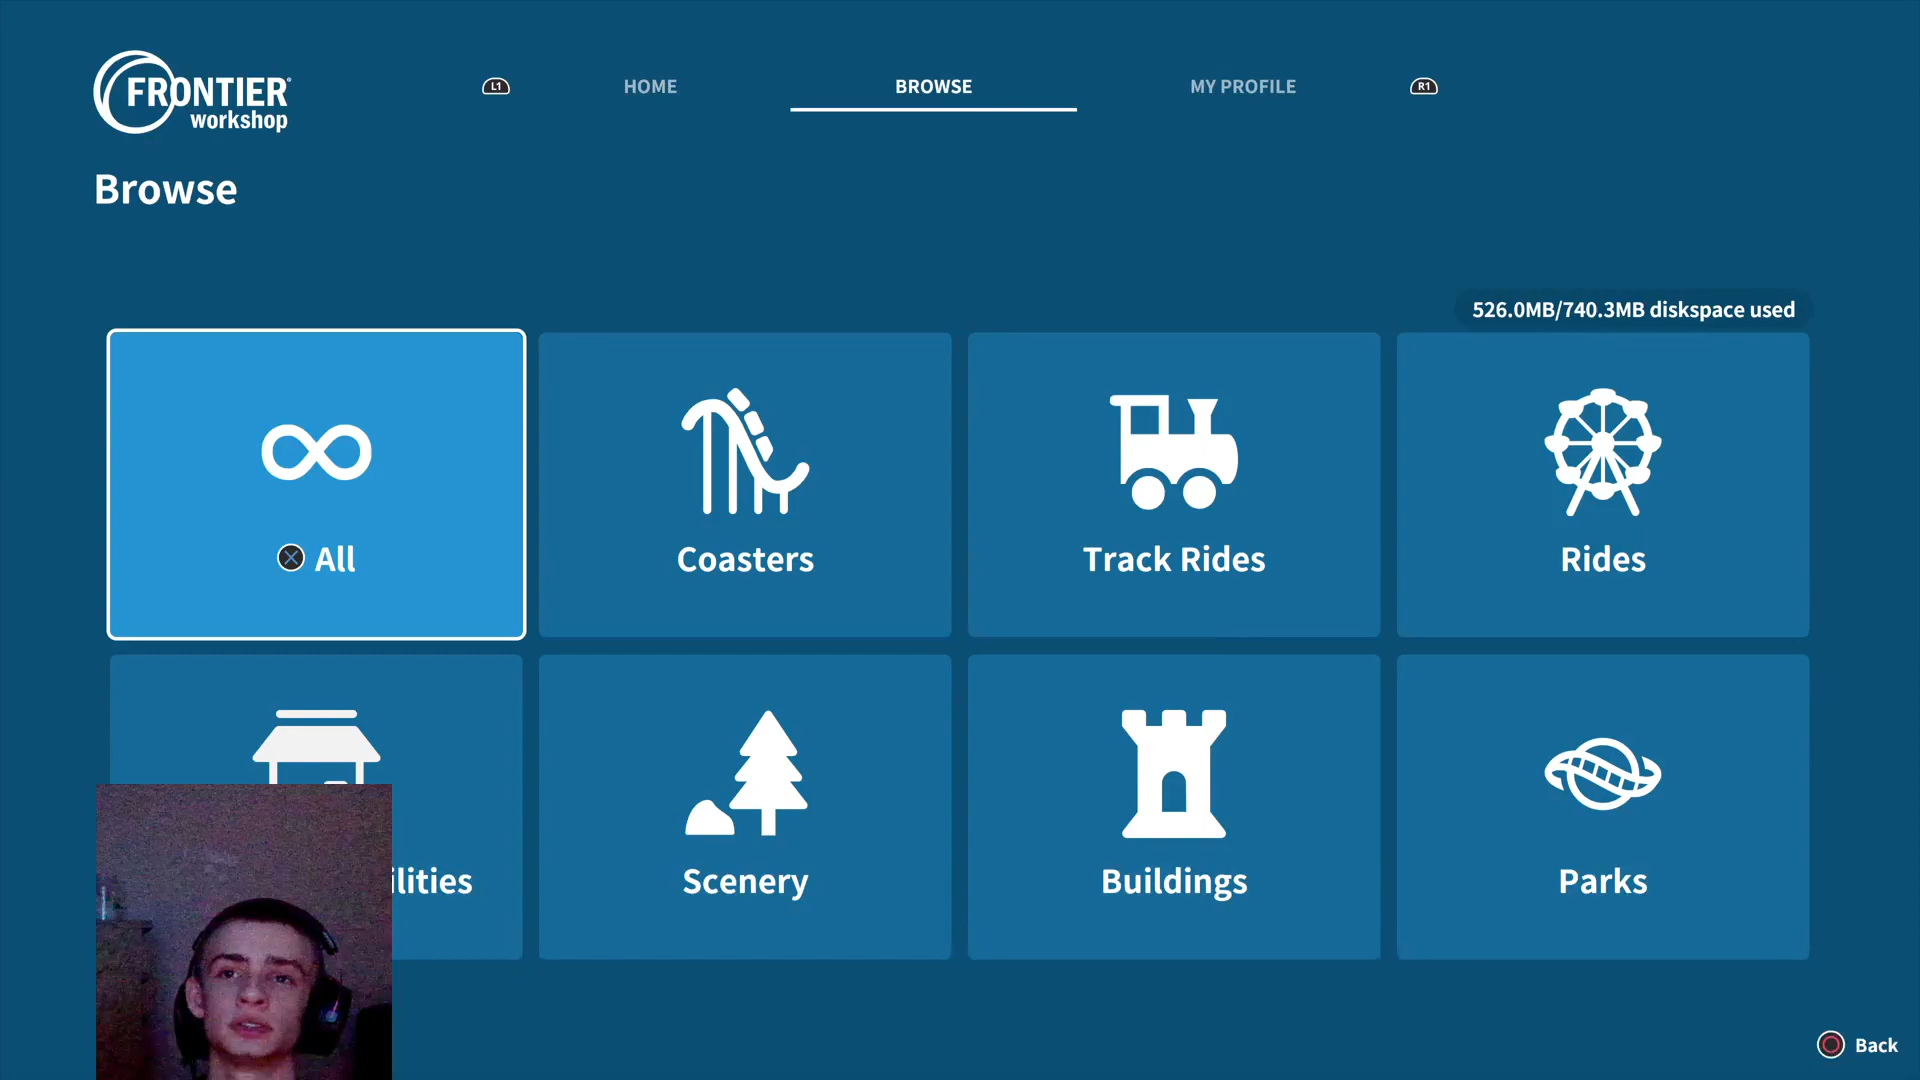 FRONTIER
workshop
L1
HOME
BROWSE
MY PROFILE
R1
Browse
526.0MB/740.3MB diskspace used
All
Coasters
Track Rides
Rides
ilities
Scenery
Buildings
Parks
Back